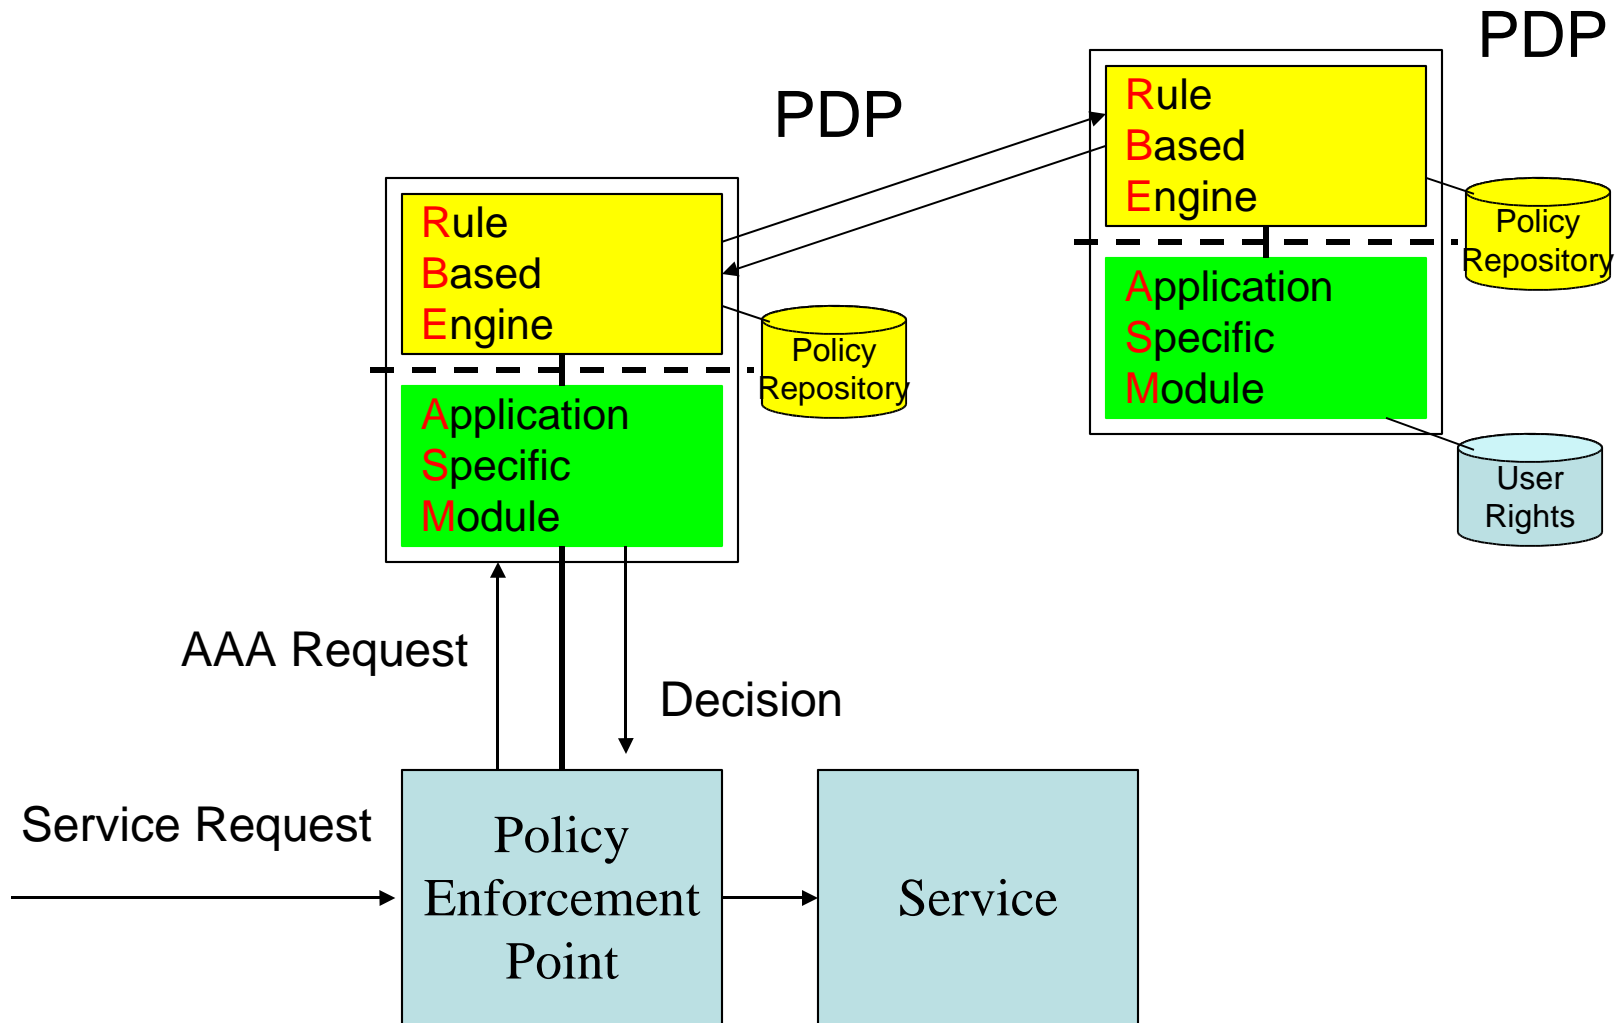 PDP
PDP
Rule
Based
Engine
Policy
Repository
Application
Specific
Module
User
Rights
Rule
Based
Engine
Policy
Repository
Application
Specific
Module
AAA Request
Decision
Service Request
Policy
Enforcement
Point
Service